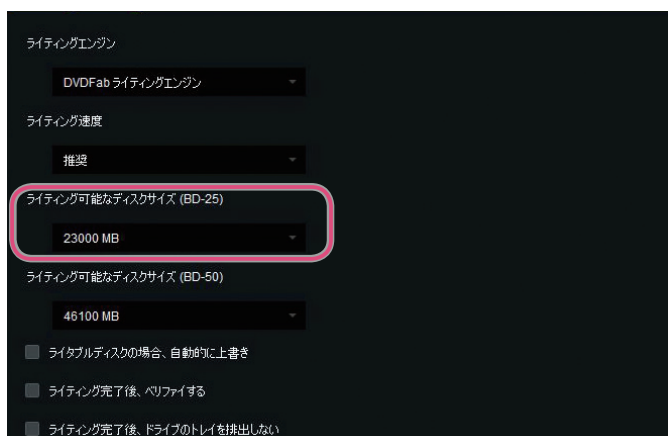 ライティングエンジン
DVDFab ライティングエンジン
ライティング速度
推奨
ライティング可能なディスクサイズ (BD-25)
23000 MB
ライティング可能なディスクサイズ (BD-50)
46100 MB
ライタブルディスクの場合、自動的に上書き
ライティング完了後、ベリファイする
ライティング完了後、ドライブのトレイを排出しない